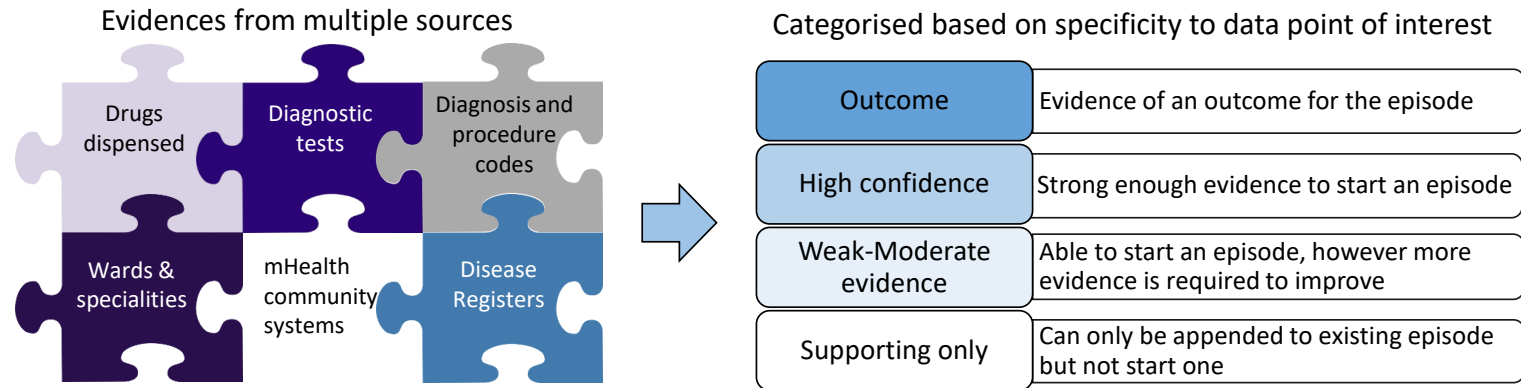 Evidences from multiple sources
Drugs
dispensed
Diagnostic
tests
Diagnosis and
procedure
codes
Wards &
specialities
mHealth
community
systems
Disease
Registers
Categorised based on specificity to data point of interest
Outcome
Evidence of an outcome for the episode
High confidence
Strong enough evidence to start an episode
Weak-Moderate
evidence
Able to start an episode, however more
evidence is required to improve
Supporting only
Can only be appended to existing episode
but not start one